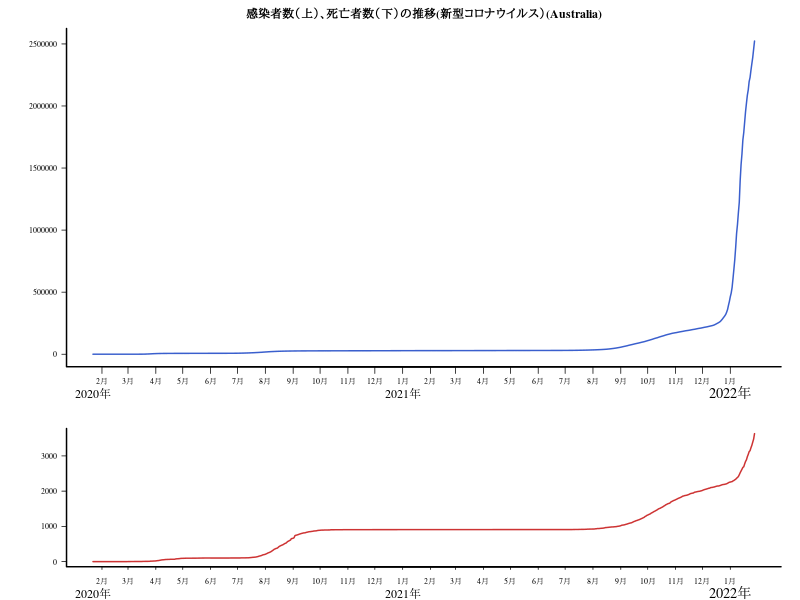 感染者数(上)、死亡者数(下)の推移(新型コロナウイルス)(Australia)
2500000
2000000
1500000
1000000
500000
0
2月 3月 4月 5月 6月 7月 8月 9月 10月 11月 12月 1月 2月 3月 4月 5月 6月 7月 8月 9月 10月 11月 12月 1月
2020年 2021年 2022年
3000
2000
1000
0
2月 3月 4月 5月 6月 7月 8月 9月 10月 11月 12月 1月 2月 3月 4月 5月 6月 7月 8月 9月 10月 11月 12月 1月
2020年 2021年 2022年